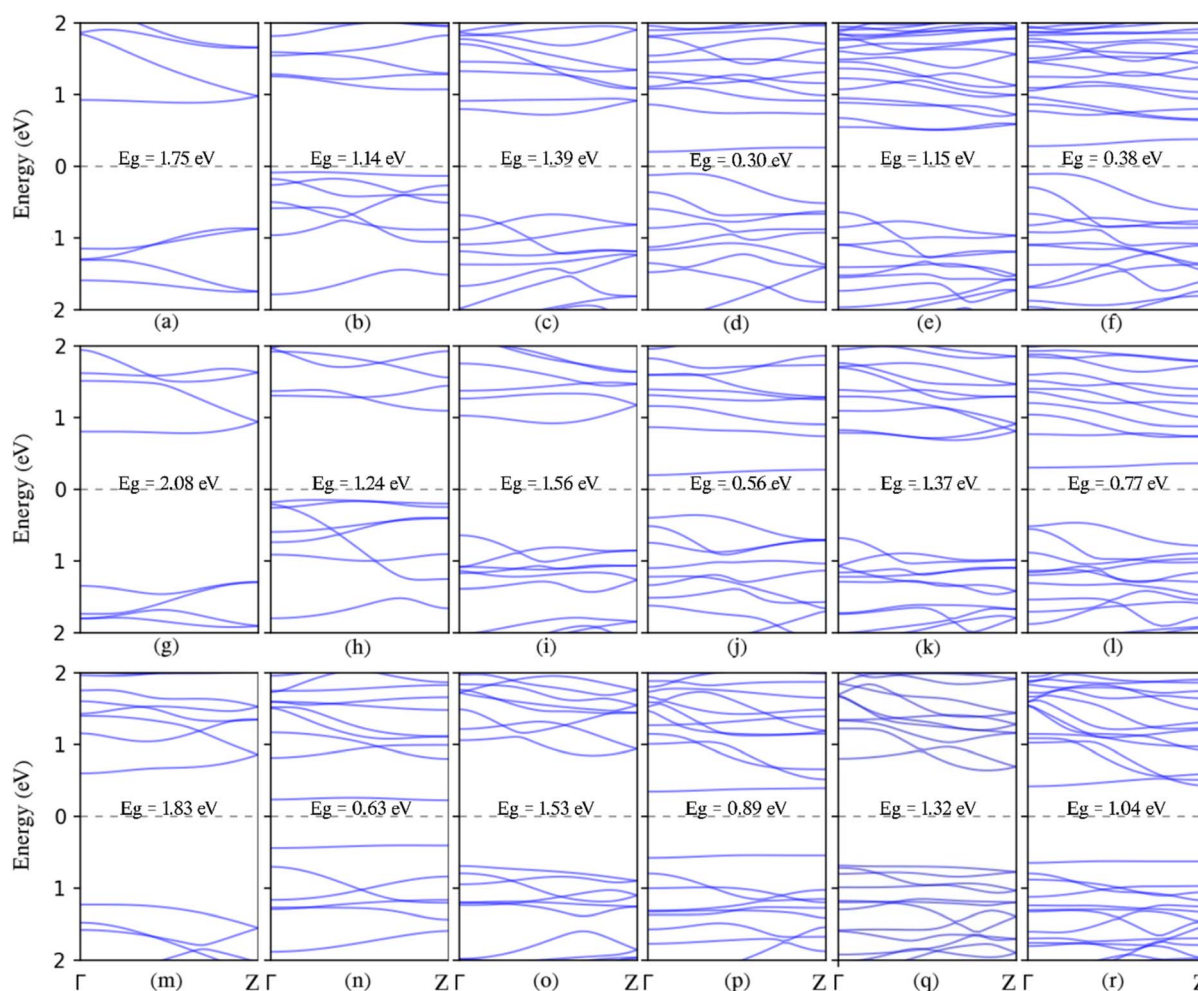 2
1
0
1
2
Energy (eV)
Eg = 1.75 eV
Eg = 1.14 eV
Eg = 1.39 eV
Eg = 0.30 eV
Eg = 1.15 eV
Eg = 0.38 eV
(a)
(b)
(c)
(d)
(e)
(f)
2
1
0
1
2
Energy (eV)
Eg = 2.08 eV
Eg = 1.24 eV
Eg = 1.56 eV
Eg = 0.56 eV
Eg = 1.37 eV
Eg = 0.77 eV
(g)
(h)
(i)
(j)
(k)
(l)
2
1
0
1
2
Energy (eV)
Eg = 1.83 eV
Eg = 0.63 eV
Eg = 1.53 eV
Eg = 0.89 eV
Eg = 1.32 eV
Eg = 1.04 eV
Γ (m) Z
Γ (n) Z
Γ (o) Z
Γ (p) Z
Γ (q) Z
Γ (r) Z